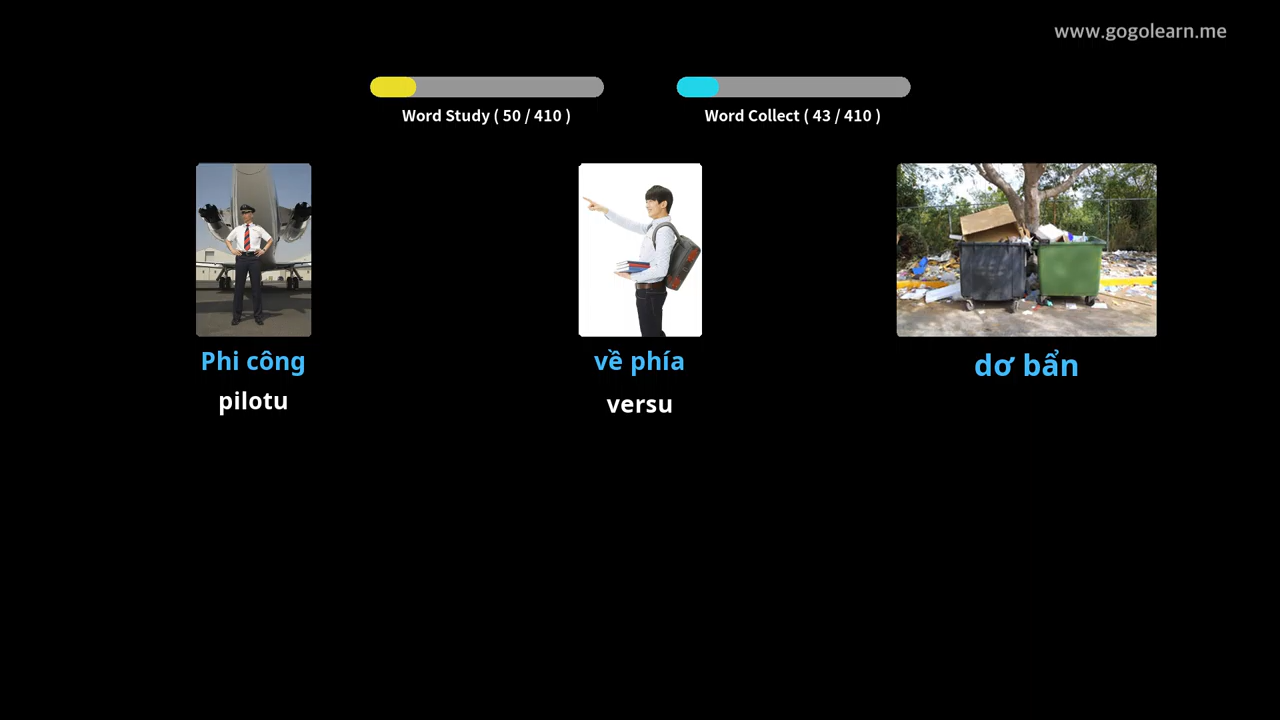 www.gogolearn.me
Word Study ( 50 / 410 )
Word Collect ( 43 / 410 )
Phi công
pilotu
về phía
versu
dơ bẩn